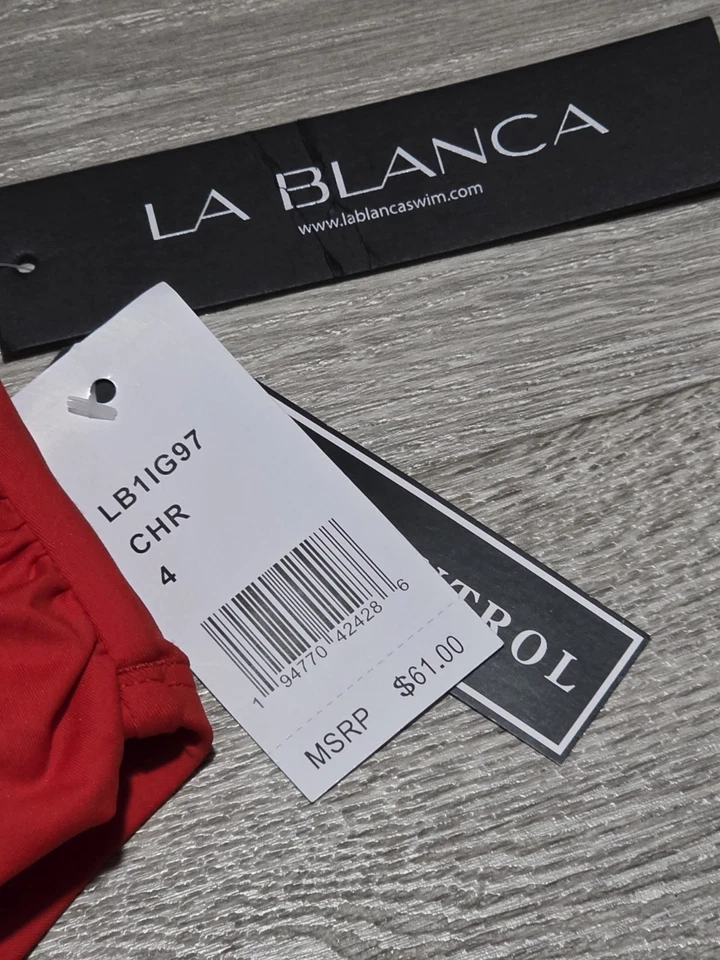 LA BLANCA
www.lablancaswim.com
LB1IG97
CHR
4
1 94770 42428 6
MSRP $61.00
TROL